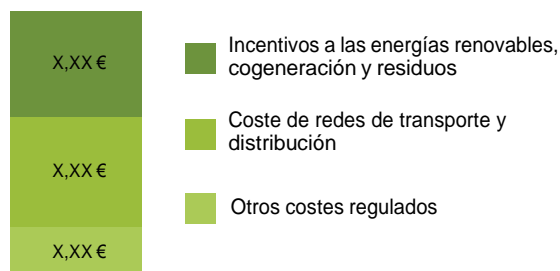 X,XX €
Incentivos a las energías renovables,
cogeneración y residuos
X,XX €
Coste de redes de transporte y
distribución
X,XX €
Otros costes regulados